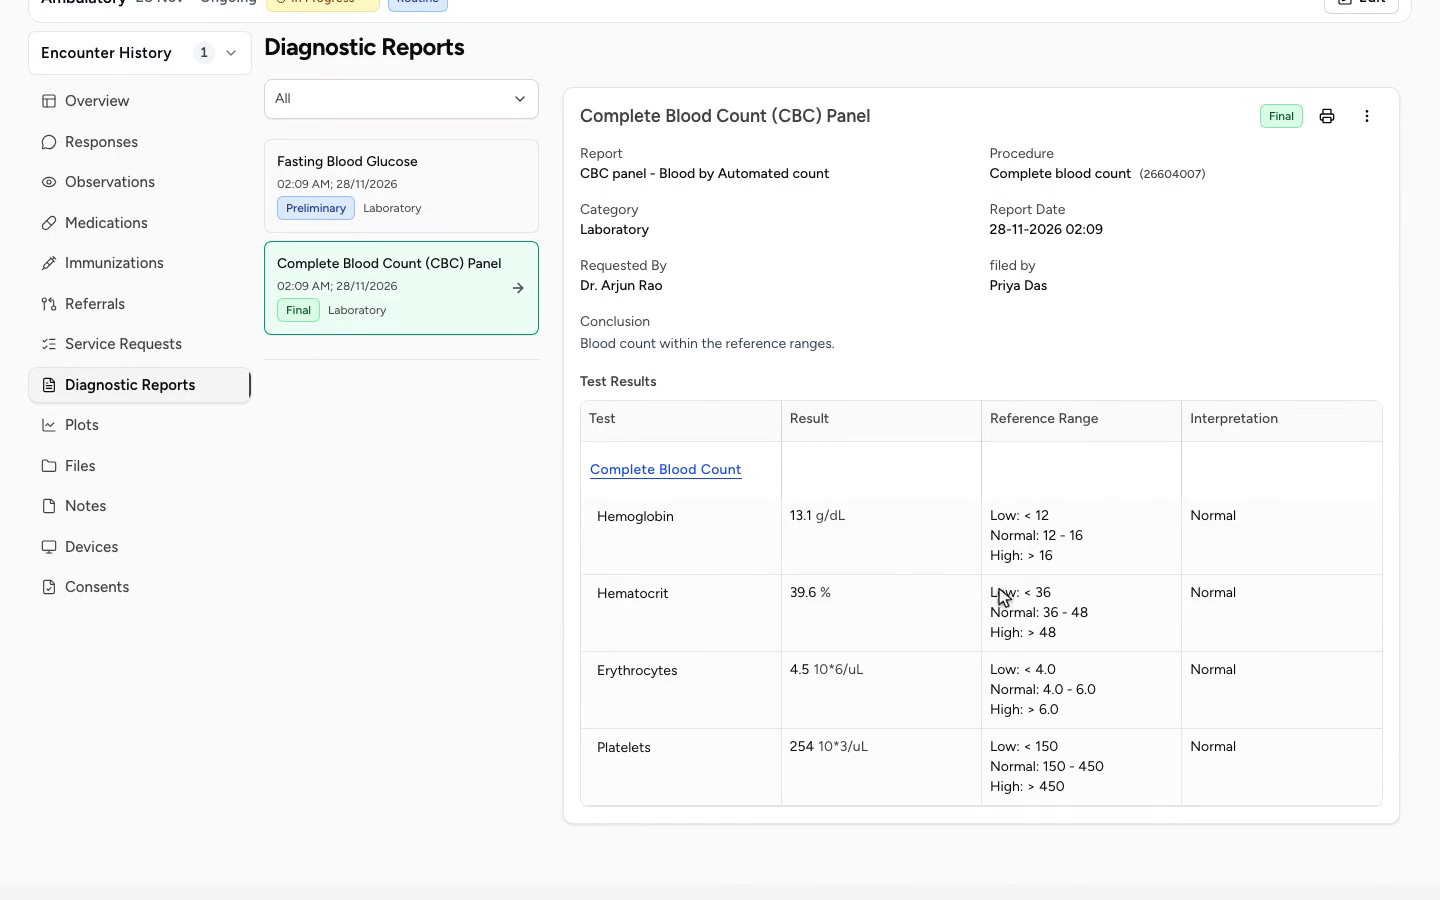 Ambulatory 28 Nov - Ongoing In Progress Routine Edit
Encounter History 1
Overview
Responses
Observations
Medications
Immunizations
Referrals
Service Requests
Diagnostic Reports
Plots
Files
Notes
Devices
Consents
Diagnostic Reports
All
Fasting Blood Glucose
02:09 AM; 28/11/2026
Preliminary Laboratory
Complete Blood Count (CBC) Panel
02:09 AM; 28/11/2026
Final Laboratory
Complete Blood Count (CBC) Panel Final
Report Procedure
CBC panel - Blood by Automated count Complete blood count (26604007)
Category Report Date
Laboratory 28-11-2026 02:09
Requested By filed by
Dr. Arjun Rao Priya Das
Conclusion
Blood count within the reference ranges.
Test Results
Test Result Reference Range Interpretation
Complete Blood Count
Hemoglobin 13.1 g/dL Low: < 12 Normal
Normal: 12 - 16
High: > 16
Hematocrit 39.6 % Low: < 36 Normal
Normal: 36 - 48
High: > 48
Erythrocytes 4.5 10*6/uL Low: < 4.0 Normal
Normal: 4.0 - 6.0
High: > 6.0
Platelets 254 10*3/uL Low: < 150 Normal
Normal: 150 - 450
High: > 450